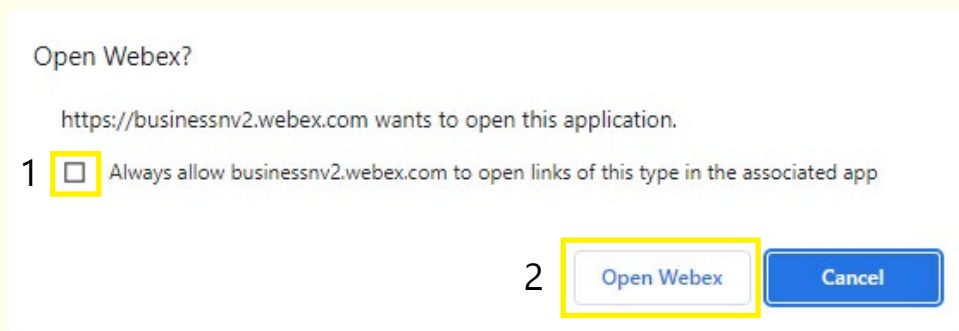 Open Webex?
https://businessnv2.webex.com wants to open this application.
1 Always allow businessnv2.webex.com to open links of this type in the associated app
2 Open Webex Cancel